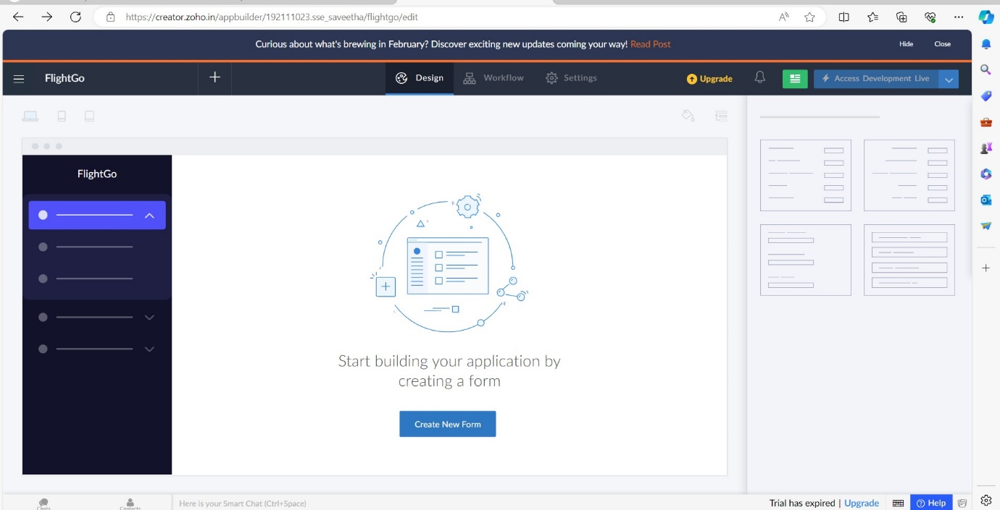 https://creator.zoho.in/appbuilder/192111023.sse_saveetha/flightgo/edit
Curious about what's brewing in February? Discover exciting new updates coming your way! Read Post
Hide
Close
FlightGo
Design
Workflow
Settings
Upgrade
Access Development Live
FlightGo
Start building your application by
creating a form
Create New Form
Chats
Contacts
Here is your Smart Chat (Ctrl+Space)
Trial has expired | Upgrade
Help